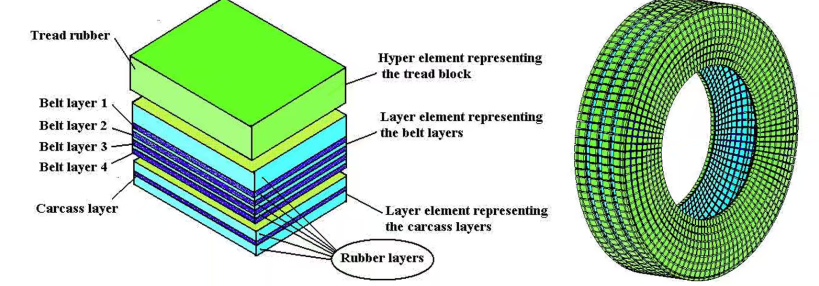 Tread rubber
Belt layer 1
Belt layer 2
Belt layer 3
Belt layer 4
Carcass layer
Hyper element representing
the tread block
Layer element representing
the belt layers
Layer element representing
the carcass layers
Rubber layers